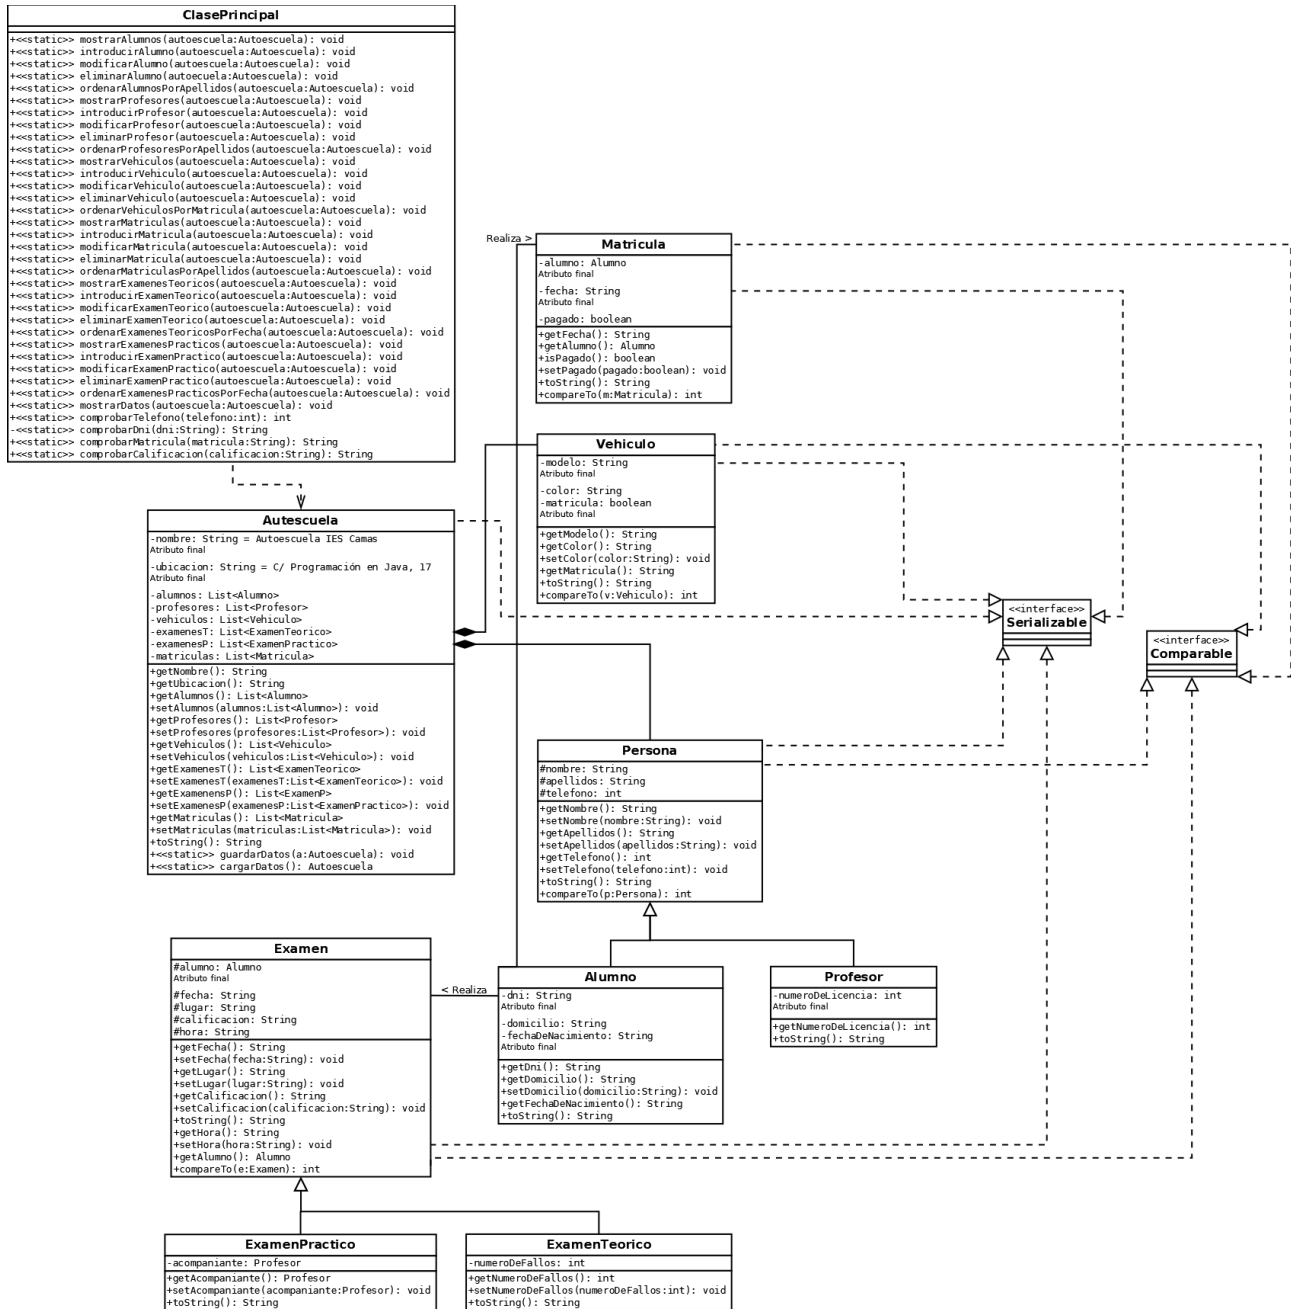 ClasePrincipal
+<<static>> mostrarAlumnos(autoescuela:Autoescuela): void
+<<static>> introducirAlumno(autoescuela:Autoescuela): void
+<<static>> modificarAlumno(autoecuela:Autoescuela): void
+<<static>> eliminarAlumno(autoecuela:Autoescuela): void
+<<static>> ordenarAlumnosPorApellidos(autoescuela:Autoescuela): void
+<<static>> mostrarProfesores(autoescuela:Autoescuela): void
+<<static>> introducirProfesor(autoescuela:Autoescuela): void
+<<static>> modificarProfesor(autoescuela:Autoescuela): void
+<<static>> eliminarProfesor(autoescuela:Autoescuela): void
+<<static>> ordenarProfesoresPorApellidos(autoescuela:Autoescuela): void
+<<static>> mostrarVehiculos(autoescuela:Autoescuela): void
+<<static>> introducirVehiculo(autoescuela:Autoescuela): void
+<<static>> modificarVehiculo(autoescuela:Autoescuela): void
+<<static>> eliminarVehiculo(autoescuela:Autoescuela): void
+<<static>> ordenarVehiculosPorMatricula(autoescuela:Autoescuela): void
+<<static>> mostrarMatriculas(autoescuela:Autoescuela): void
+<<static>> introducirMatricula(autoescuela:Autoescuela): void
+<<static>> modificarMatricula(autoescuela:Autoescuela): void
+<<static>> eliminarMatricula(autoescuela:Autoescuela): void
+<<static>> ordenarMatriculasPorApellidos(autoescuela:Autoescuela): void
+<<static>> mostrarExamenesTeoricos(autoescuela:Autoescuela): void
+<<static>> introducirExamenTeorico(autoescuela:Autoescuela): void
+<<static>> modificarExamenTeorico(autoescuela:Autoescuela): void
+<<static>> eliminarExamenTeorico(autoescuela:Autoescuela): void
+<<static>> ordenarExamenesTeoricosPorFecha(autoescuela:Autoescuela): void
+<<static>> mostrarExamenesPracticos(autoescuela:Autoescuela): void
+<<static>> introducirExamenPractico(autoescuela:Autoescuela): void
+<<static>> modificarExamenPractico(autoescuela:Autoescuela): void
+<<static>> eliminarExamenPractico(autoescuela:Autoescuela): void
+<<static>> ordenarExamenesPracticosPorFecha(autoescuela:Autoescuela): void
+<<static>> mostrarDatos(autoescuela:Autoescuela): void
+<<static>> comprobarTelefono(telefono:int): int
-<<static>> comprobarDni(dni:String): String
+<<static>> comprobarMatricula(matricula:String): String
+<<static>> comprobarCalificacion(calificacion:String): String
Realiza >
Matricula
-alumno: Alumno
Atributo final
-fecha: String
Atributo final
-pagado: boolean
+getFecha(): String
+getAlumno(): Alumno
+isPagado(): boolean
+setPagado(pagado:boolean): void
+toString(): String
+compareTo(m:Matricula): int
Vehiculo
-modelo: String
Atributo final
-color: String
-matricula: boolean
Atributo final
+getModelo(): String
+getColor(): String
+setColor(color:String): void
+getMatricula(): String
+toString(): String
+compareTo(v:Vehiculo): int
Autescuela
-nombre: String = Autoescuela IES Camas
Atributo final
-ubicacion: String = C/ Programación en Java, 17
Atributo final
-alumnos: List<Alumno>
-profesores: List<Profesor>
-vehiculos: List<Vehiculo>
-examenesT: List<ExamenTeorico>
-examenesP: List<ExamenPractico>
-matriculas: List<Matricula>
+getNombre(): String
+getUbicacion(): String
+getAlumnos(): List<Alumno>
+setAlumnos(alumnos:List<Alumno>): void
+getProfesores(): List<Profesor>
+setProfesores(profesores:List<Profesor>): void
+getVehiculos(): List<Vehiculo>
+setVehiculos(vehiculos:List<Vehiculo>): void
+getExamenesT(): List<ExamenTeorico>
+setExamenesT(examenesT:List<ExamenTeorico>): void
+getExamenensP(): List<ExamenP>
+setExamenesP(examenesP:List<ExamenPractico>): void
+getMatriculas(): List<Matricula>
+setMatriculas(matriculas:List<Matricula>): void
+toString(): String
+<<static>> guardarDatos(a:Autoescuela): void
+<<static>> cargarDatos(): Autoescuela
<<interface>>
Serializable
<<interface>>
Comparable
Persona
#nombre: String
#apellidos: String
#telefono: int
+getNombre(): String
+setNombre(nombre:String): void
+getApellidos(): String
+setApellidos(apellidos:String): void
+getTelefono(): int
+setTelefono(telefono:int): void
+toString(): String
+compareTo(p:Persona): int
Examen
#alumno: Alumno
Atributo final
#fecha: String
#lugar: String
#calificacion: String
#hora: String
+getFecha(): String
+setFecha(fecha:String): void
+getLugar(): String
+setLugar(lugar:String): void
+getCalificacion(): String
+setCalificacion(calificacion:String): void
+toString(): String
+getHora(): String
+setHora(hora:String): void
+getAlumno(): Alumno
+compareTo(e:Examen): int
< Realiza
Alumno
-dni: String
Atributo final
-domicilio: String
-fechaDeNacimiento: String
Atributo final
+getDni(): String
+getDomicilio(): String
+setDomicilio(domicilio:String): void
+getFechaDeNacimiento(): String
+toString(): String
Profesor
-numeroDeLicencia: int
Atributo final
+getNumeroDeLicencia(): int
+toString(): String
ExamenPractico
-acompaniante: Profesor
+getAcompaniante(): Profesor
+setAcompaniante(acompaniante:Profesor): void
+toString(): String
ExamenTeorico
-numeroDeFallos: int
+getNumeroDeFallos(): int
+setNumeroDeFallos(numeroDeFallos:int): void
+toString(): String